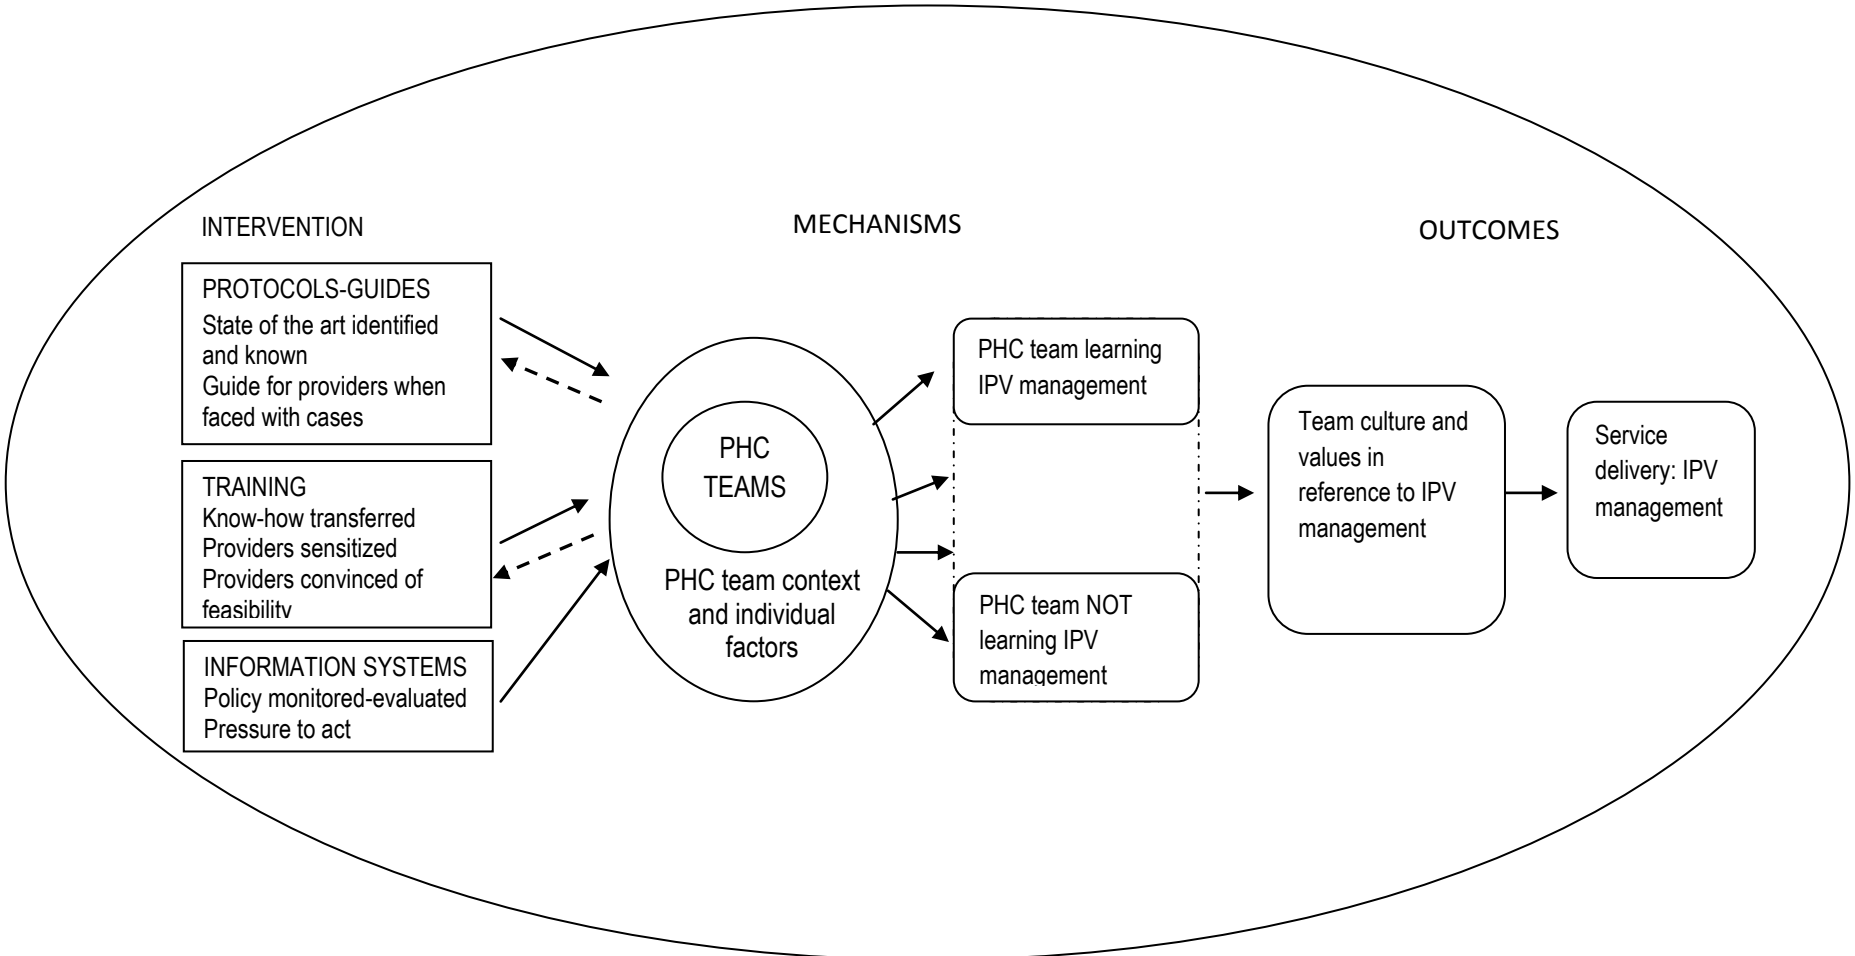 INTERVENTION
PROTOCOLS-GUIDES
State of the art identified
and known
Guide for providers when
faced with cases
TRAINING
Know-how transferred
Providers sensitized
Providers convinced of
feasibility
INFORMATION SYSTEMS
Policy monitored-evaluated
Pressure to act
MECHANISMS
PHC
TEAMS
PHC team context
and individual
factors
PHC team learning
IPV management
PHC team NOT
learning IPV
management
OUTCOMES
Team culture and
values in
reference to IPV
management
Service
delivery: IPV
management